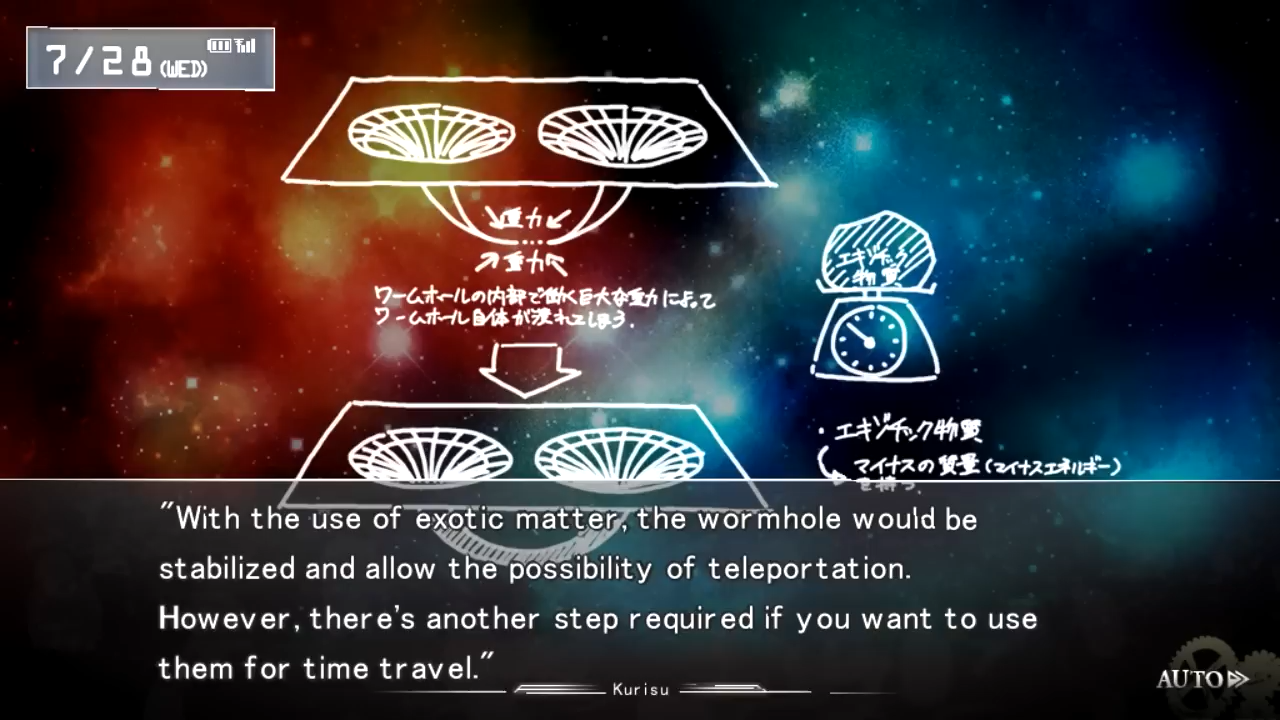 7/28(WED)
重力
重力
ワームホールの内部で働く巨大な重力によって
ワームホール自体が潰れてしまう.
エキゾチック
物質
・エキゾチック物質
マイナスの質量(マイナスエネルギー)
を持つ.
"With the use of exotic matter, the wormhole would be
stabilized and allow the possibility of teleportation.
However, there's another step required if you want to use
them for time travel."
Kurisu
AUTO